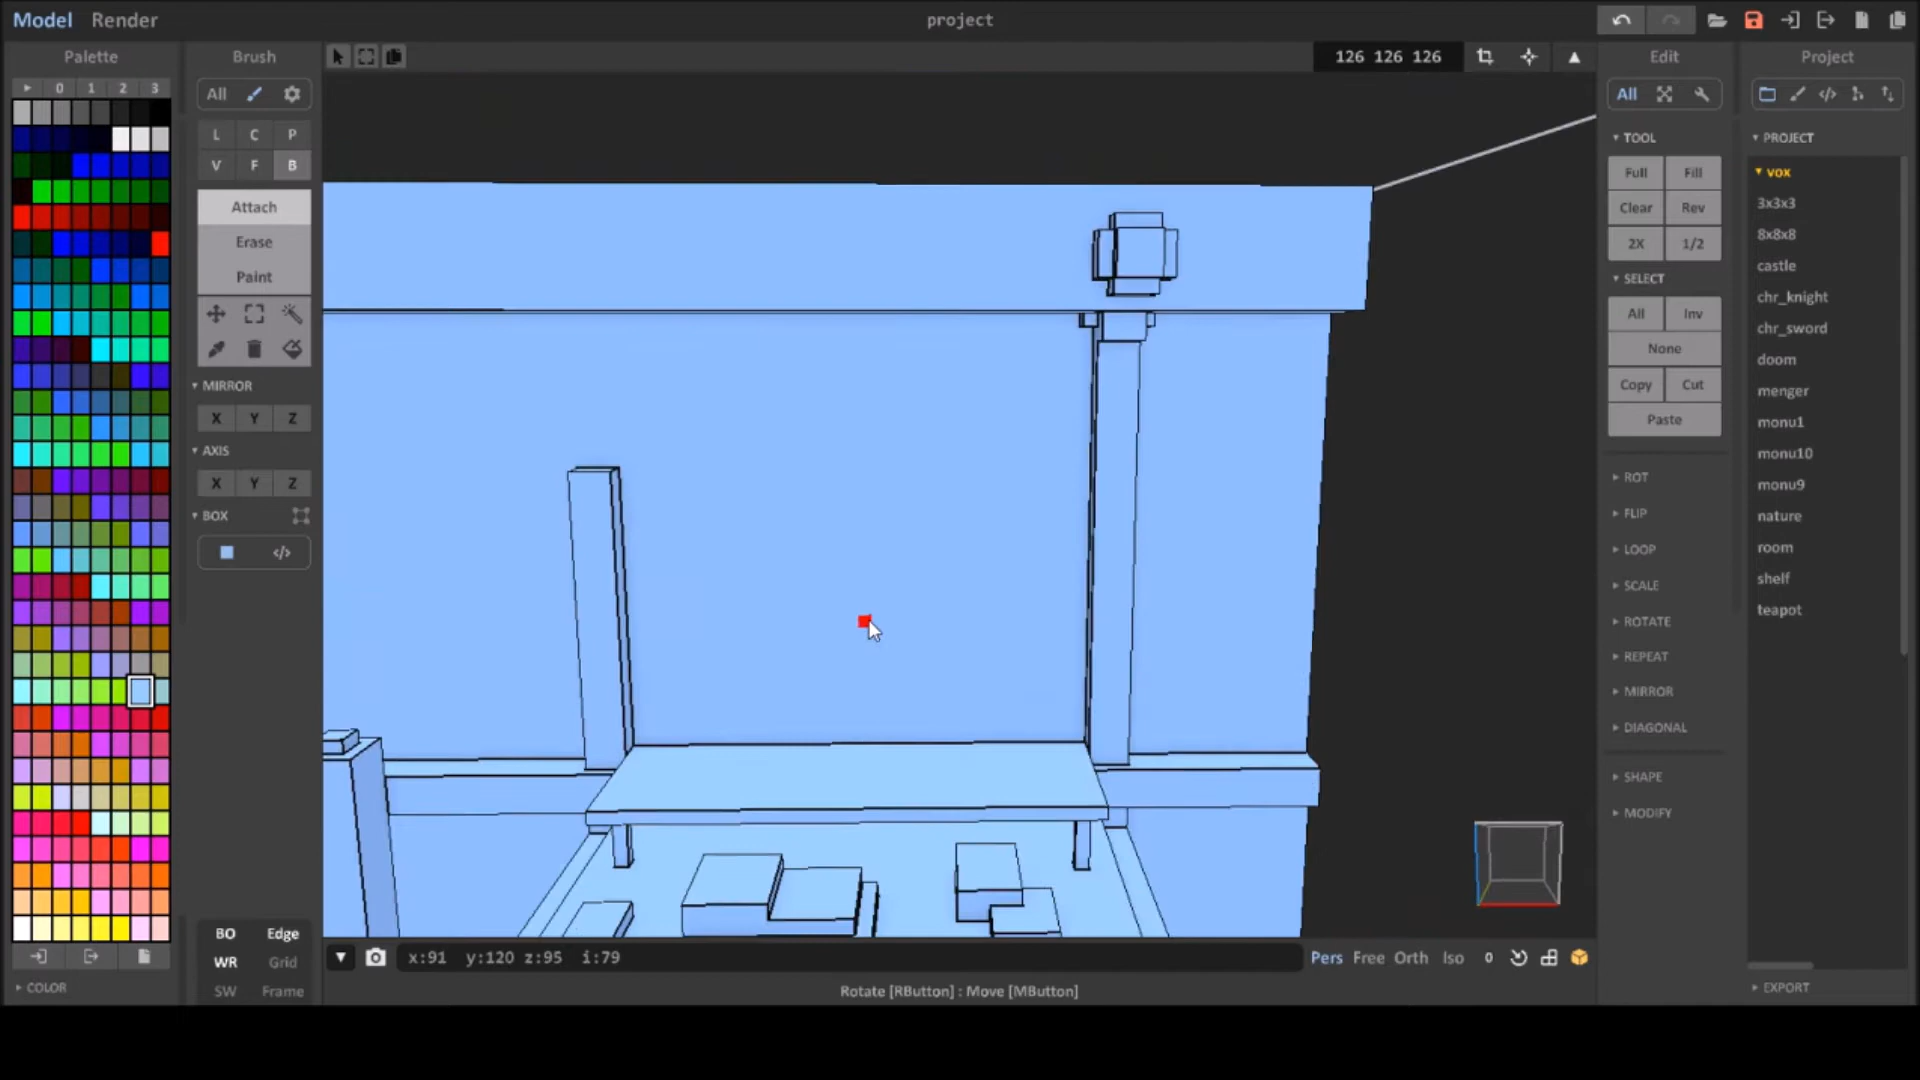 Model Render
project
Palette
Brush
126 126 126
Edit
Project
0 1 2 3
All
All
L C P
V F B
Attach
Erase
Paint
MIRROR
X Y Z
AXIS
X Y Z
BOX
BO Edge
WR Grid
SW Frame
COLOR
x:91 y:120 z:95 i:79
Pers Free Orth Iso 0
Rotate [RButton] : Move [MButton]
TOOL
Full Fill
Clear Rev
2X 1/2
SELECT
All Inv
None
Copy Cut
Paste
ROT
FLIP
LOOP
SCALE
ROTATE
REPEAT
MIRROR
DIAGONAL
SHAPE
MODIFY
PROJECT
vox
3x3x3
8x8x8
castle
chr_knight
chr_sword
doom
menger
monu1
monu10
monu9
nature
room
shelf
teapot
EXPORT